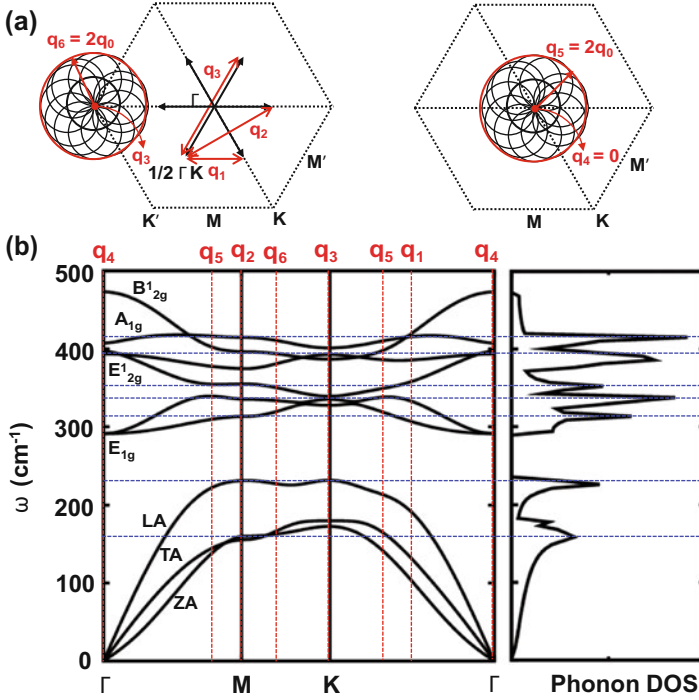 (a)
q6 = 2q0
q3
Γ
q3
q2
q1
1/2 Γ K
K′
M
K
M′
q5 = 2q0
q4 = 0
M′
M
K
(b)
q4
q5
q2
q6
q3
q5
q1
q4
500
400
300
200
100
0
ω (cm-1)
B¹2g
A1g
E¹2g
E1g
LA
TA
ZA
Γ
M
K
Γ
Phonon DOS